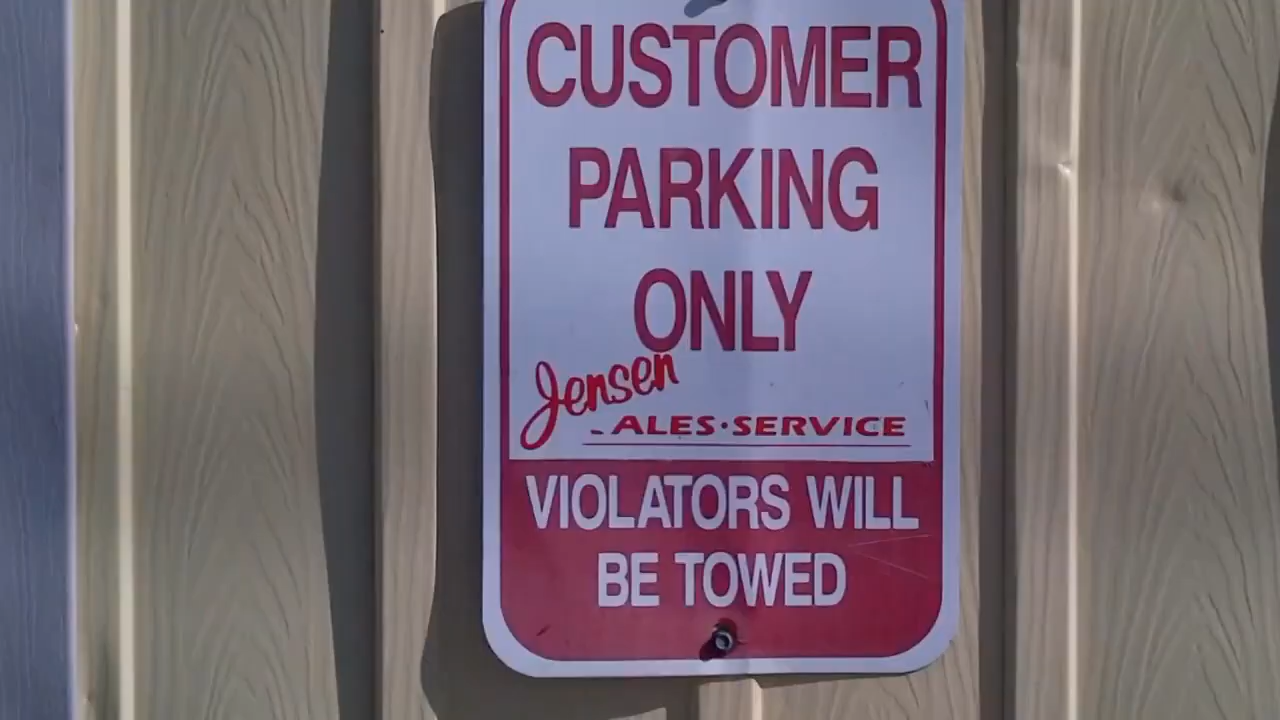 CUSTOMER
PARKING
ONLY
Jensen
ALES·SERVICE
VIOLATORS WILL
BE TOWED